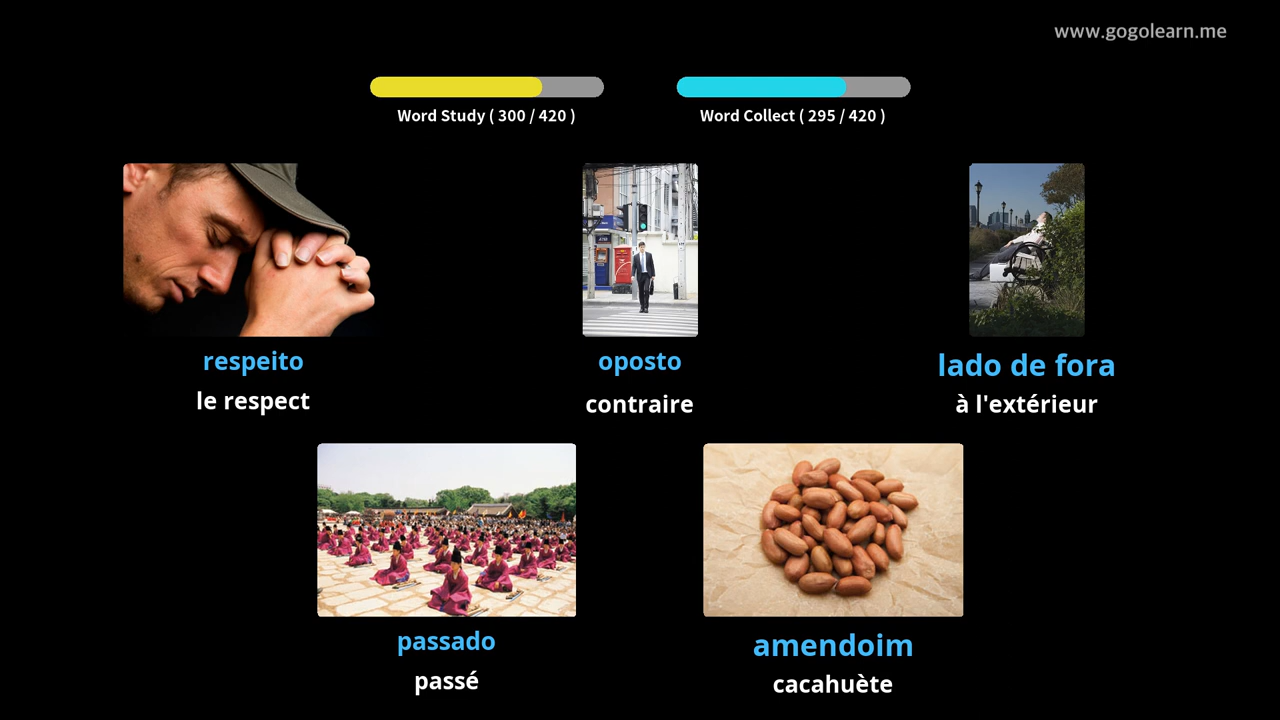 www.gogolearn.me
Word Study ( 300 / 420 )
Word Collect ( 295 / 420 )
respeito
le respect
oposto
contraire
lado de fora
à l'extérieur
passado
passé
amendoim
cacahuète